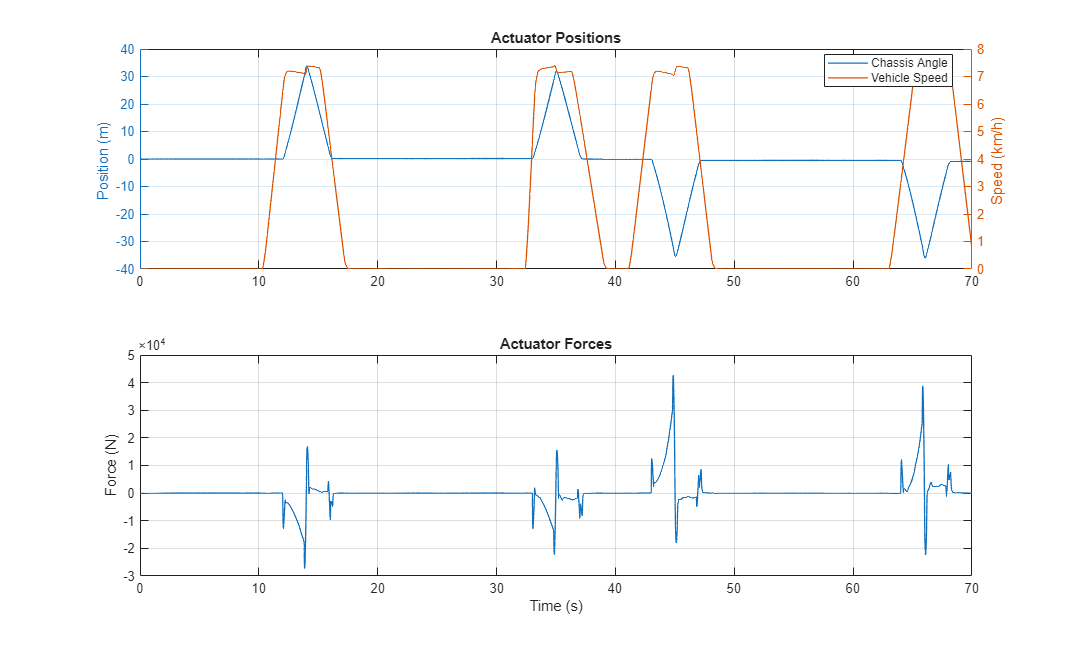 Actuator Positions
40
30
20
10
0
-10
-20
-30
-40
Position (m)
8
7
6
5
4
3
2
1
0
Speed (km/h)
Chassis Angle
Vehicle Speed
0 10 20 30 40 50 60 70
Actuator Forces
×10⁴
5
4
3
2
1
0
-1
-2
-3
Force (N)
0 10 20 30 40 50 60 70
Time (s)